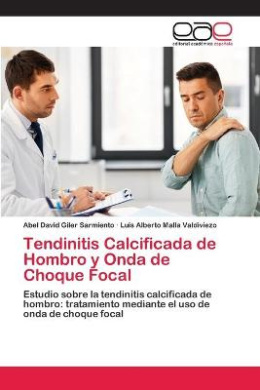 eae
editorial académica española
Abel David Giler Sarmiento · Luis Alberto Malla Valdiviezo
Tendinitis Calcificada de
Hombro y Onda de
Choque Focal
Estudio sobre la tendinitis calcificada de
hombro: tratamiento mediante el uso de
onda de choque focal